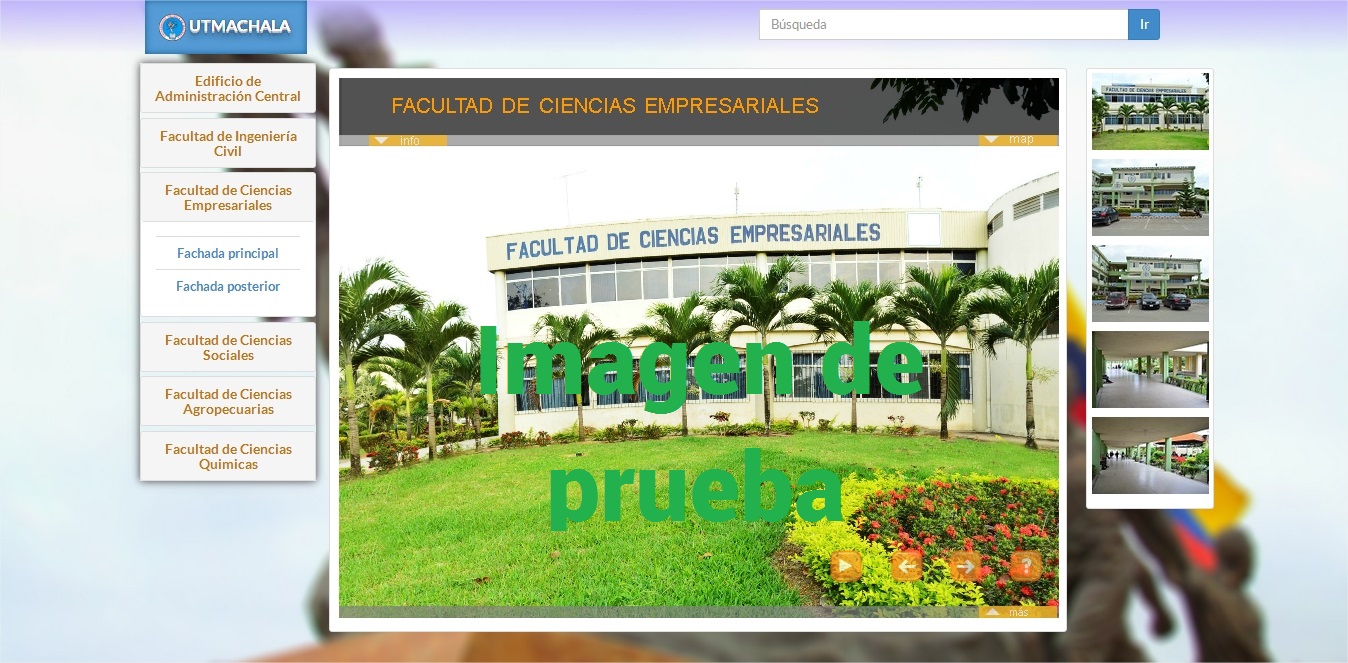 UTMACHALA
Búsqueda
Ir
Edificio de
Administración Central
Facultad de Ingeniería
Civil
Facultad de Ciencias
Empresariales
Fachada principal
Fachada posterior
Facultad de Ciencias
Sociales
Facultad de Ciencias
Agropecuarias
Facultad de Ciencias
Quimicas
FACULTAD DE CIENCIAS EMPRESARIALES
info
map
FACULTAD DE CIENCIAS EMPRESARIALES
Imagen de
prueba
?
más
FACULTAD DE CIENCIAS EMPRESARIALES